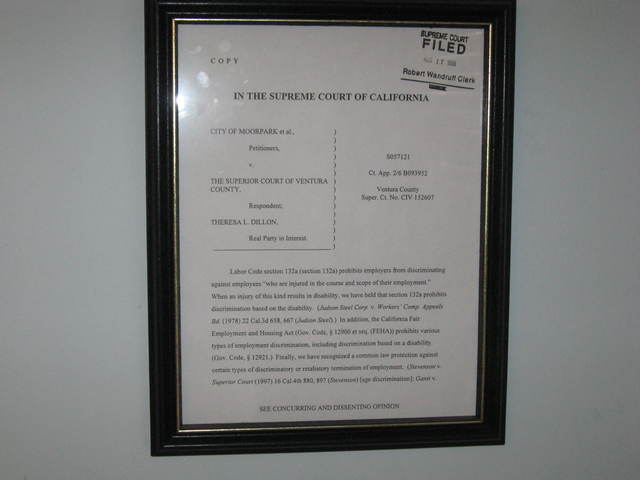 COPY
SUPREME COURT
FILED
Robert Wandruff Clerk
IN THE SUPREME COURT OF CALIFORNIA
CITY OF MOORPARK et al., )
Petitioners, )
v. )
THE SUPERIOR COURT OF VENTURA )
COUNTY, )
Respondent; )
THERESA L. DILLON, )
Real Party in Interest. )
S057121
Ct. App. 2/6 B093952
Ventura County
Super. Ct. No. CIV 152607
Labor Code section 132a (section 132a) prohibits employers from discriminating
against employees "who are injured in the course and scope of their employment."
When an injury of this kind results in disability, we have held that section 132a prohibits
discrimination based on the disability. (Judson Steel Corp. v. Workers' Comp. Appeals
Bd. (1978) 22 Cal.3d 658, 667 (Judson Steel).) In addition, the California Fair
Employment and Housing Act (Gov. Code, § 12900 et seq. (FEHA)) prohibits various
types of employment discrimination, including discrimination based on a disability.
(Gov. Code, § 12921.) Finally, we have recognized a common law protection against
certain types of discriminatory or retaliatory termination of employment. (Stevenson v.
Superior Court (1997) 16 Cal.4th 880, 897 (Stevenson) [age discrimination]; Gantt v.
SEE CONCURRING AND DISSENTING OPINION